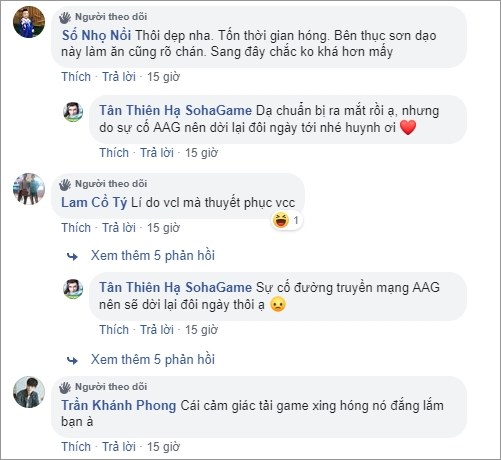 Người theo dõi
Số Nhọ Nồi Thôi dẹp nha. Tốn thời gian hóng. Bên thục sơn dạo
này làm ăn cũng rõ chán. Sang đây chắc ko khá hơn mấy
Thích · Trả lời · 15 giờ
Tân Thiên Hạ SohaGame Dạ chuẩn bị ra mắt rồi ạ, nhưng
do sự cố AAG nên dời lại đôi ngày tới nhé huynh ơi ❤️
Thích · Trả lời · 15 giờ
Người theo dõi
Lam Cổ Tý Lí do vcl mà thuyết phục vcc
😆 1
Thích · Trả lời · 15 giờ
Xem thêm 5 phản hồi
Tân Thiên Hạ SohaGame Sự cố đường truyền mạng AAG
nên sẽ dời lại đôi ngày thôi ạ 😞
Thích · Trả lời · 15 giờ
Xem thêm 5 phản hồi
Người theo dõi
Trần Khánh Phong Cái cảm giác tải game xing hóng nó đắng lắm
bạn à
Thích · Trả lời · 15 giờ